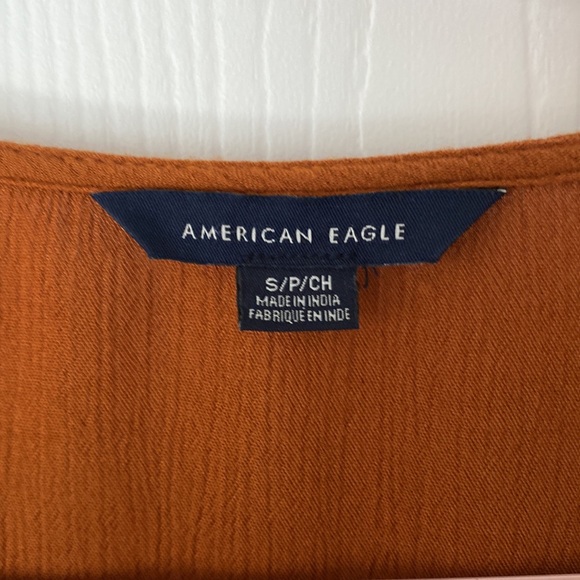 AMERICAN EAGLE
S/P/CH
MADE IN INDIA
FABRIQUE EN INDE